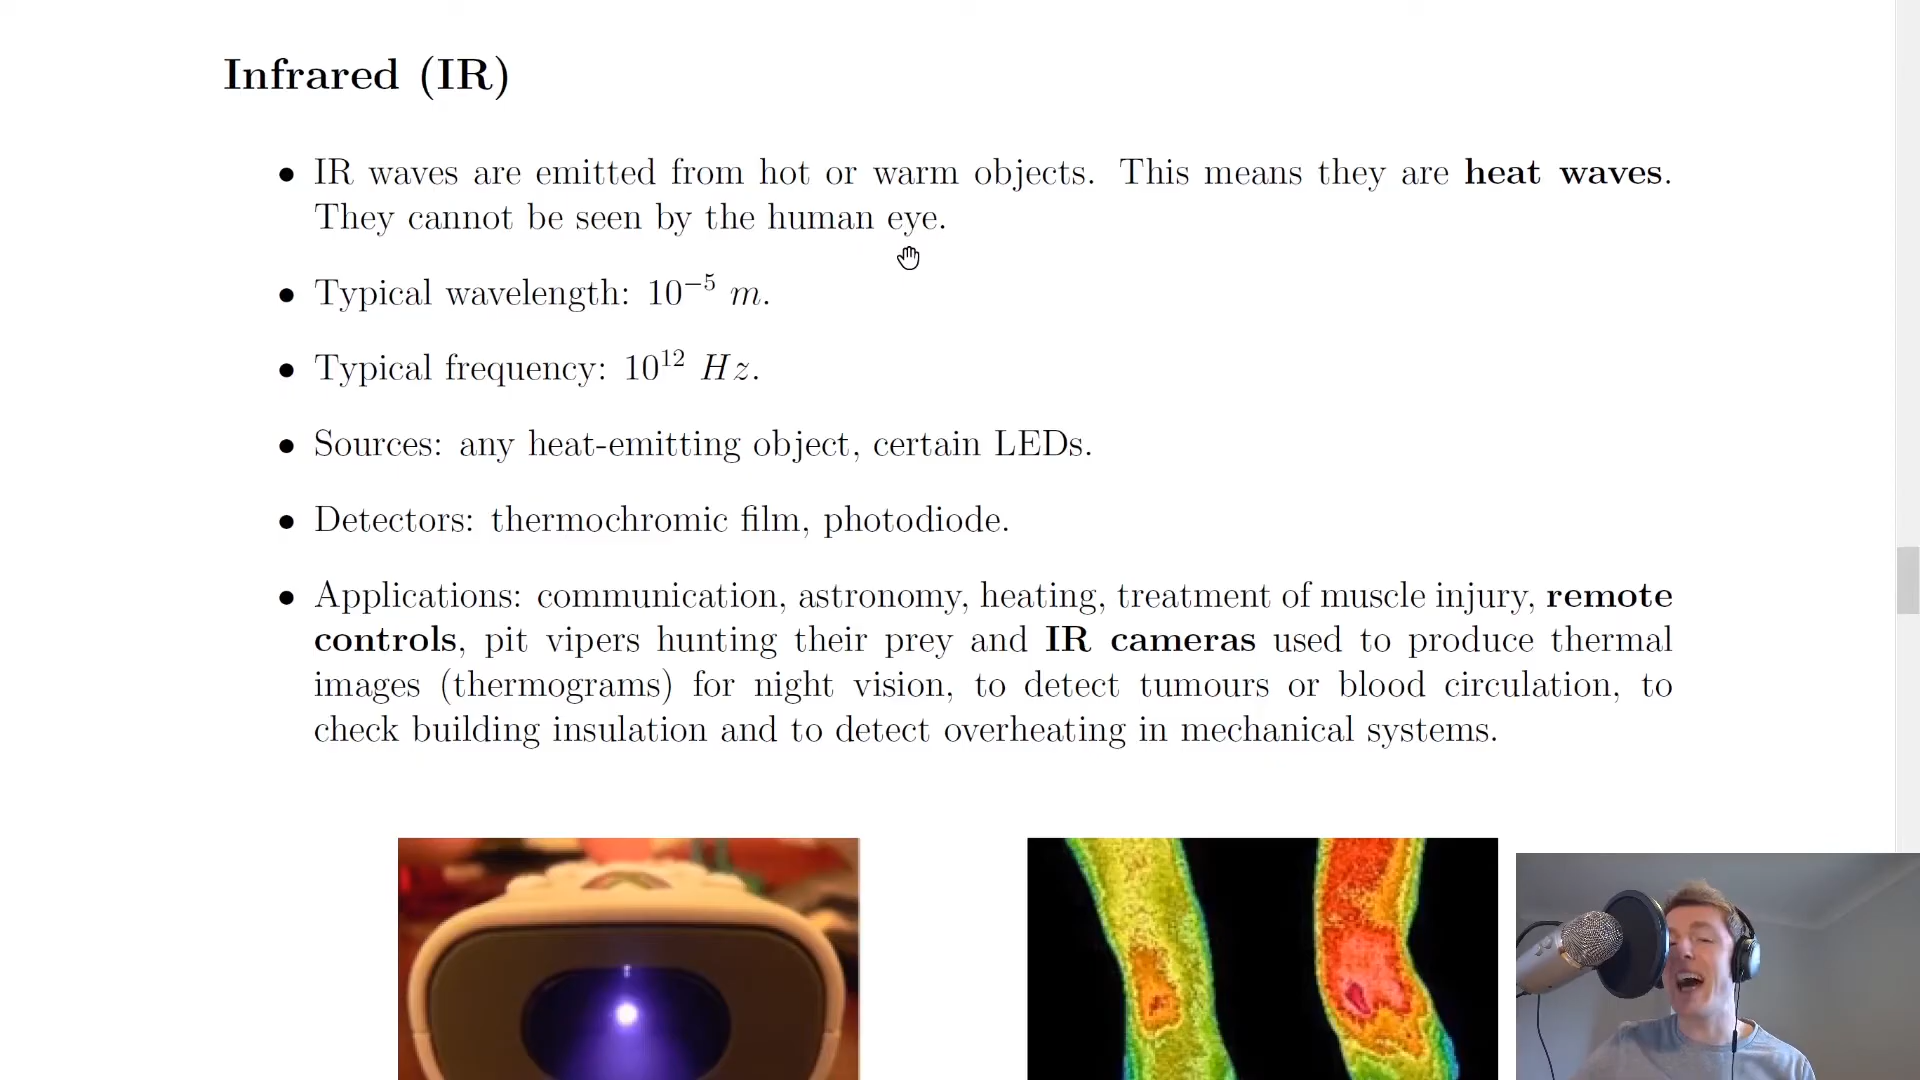 Infrared (IR)
• IR waves are emitted from hot or warm objects. This means they are heat waves.
They cannot be seen by the human eye.
• Typical wavelength: 10⁻⁵ m.
• Typical frequency: 10¹² Hz.
• Sources: any heat-emitting object, certain LEDs.
• Detectors: thermochromic film, photodiode.
• Applications: communication, astronomy, heating, treatment of muscle injury, remote
controls, pit vipers hunting their prey and IR cameras used to produce thermal
images (thermograms) for night vision, to detect tumours or blood circulation, to
check building insulation and to detect overheating in mechanical systems.